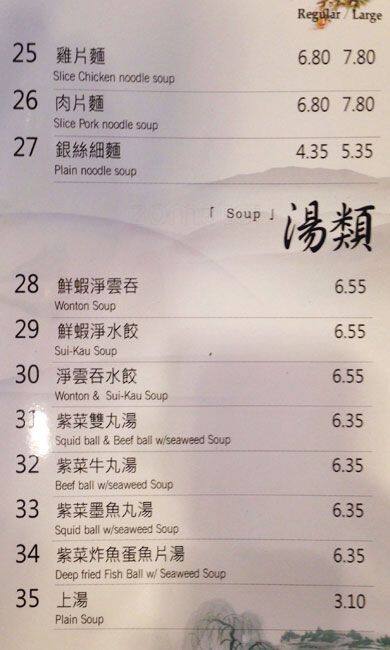 Regular / Large
25 雞片麵 6.80 7.80
Slice Chicken noodle soup
26 肉片麵 6.80 7.80
Slice Pork noodle soup
27 銀絲細麵 4.35 5.35
Plain noodle soup
「 Soup 」 湯類
28 鮮蝦淨雲吞 6.55
Wonton Soup
29 鮮蝦淨水餃 6.55
Sui-Kau Soup
30 淨雲吞水餃 6.55
Wonton & Sui-Kau Soup
31 紫菜雙丸湯 6.35
Squid ball & Beef ball w/seaweed Soup
32 紫菜牛丸湯 6.35
Beef ball w/seaweed Soup
33 紫菜墨魚丸湯 6.35
Squid ball w/seaweed Soup
34 紫菜炸魚蛋魚片湯 6.35
Deep fried Fish Ball w/ Seaweed Soup
35 上湯 3.10
Plain Soup